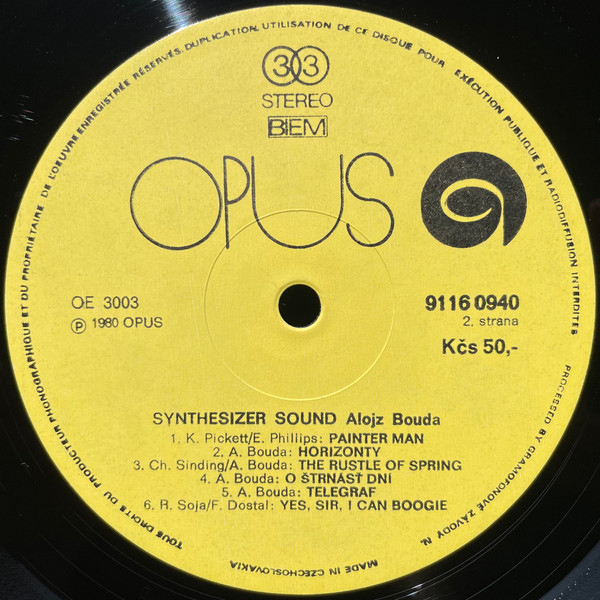 TOUS DROITS DU PRODUCTEUR PHONOGRAPHIQUE ET DU PROPRIÉTAIRE DE L'OEUVRE ENREGISTRÉE RÉSERVÉS. DUPLICATION, UTILISATION DE CE DISQUE POUR EXÉCUTION PUBLIQUE ET RADIODIFFUSION INTERDITES
33
STEREO
BIEM
OPUS
OE 3003
9116 0940
Ⓟ 1980 OPUS
2. strana
Kčs 50,-
SYNTHESIZER SOUND Alojz Bouda
1. K. Pickett/E. Phillips: PAINTER MAN
2. A. Bouda: HORIZONTY
3. Ch. Sinding/A. Bouda: THE RUSTLE OF SPRING
4. A. Bouda: O ŠTRNÁSŤ DNÍ
5. A. Bouda: TELEGRAF
6. R. Soja/F. Dostal: YES, SIR, I CAN BOOGIE
PROCESSED BY GRAMOFONOVÉ ZÁVODY N.
MADE IN CZECHOSLOVAKIA